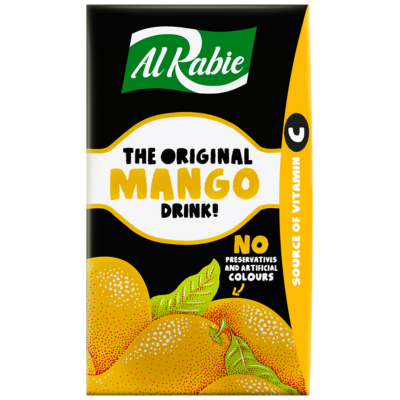 Al Rabie
THE ORIGINAL
MANGO
DRINK!
NO
PRESERVATIVES
AND ARTIFICIAL
COLOURS
SOURCE OF VITAMIN C